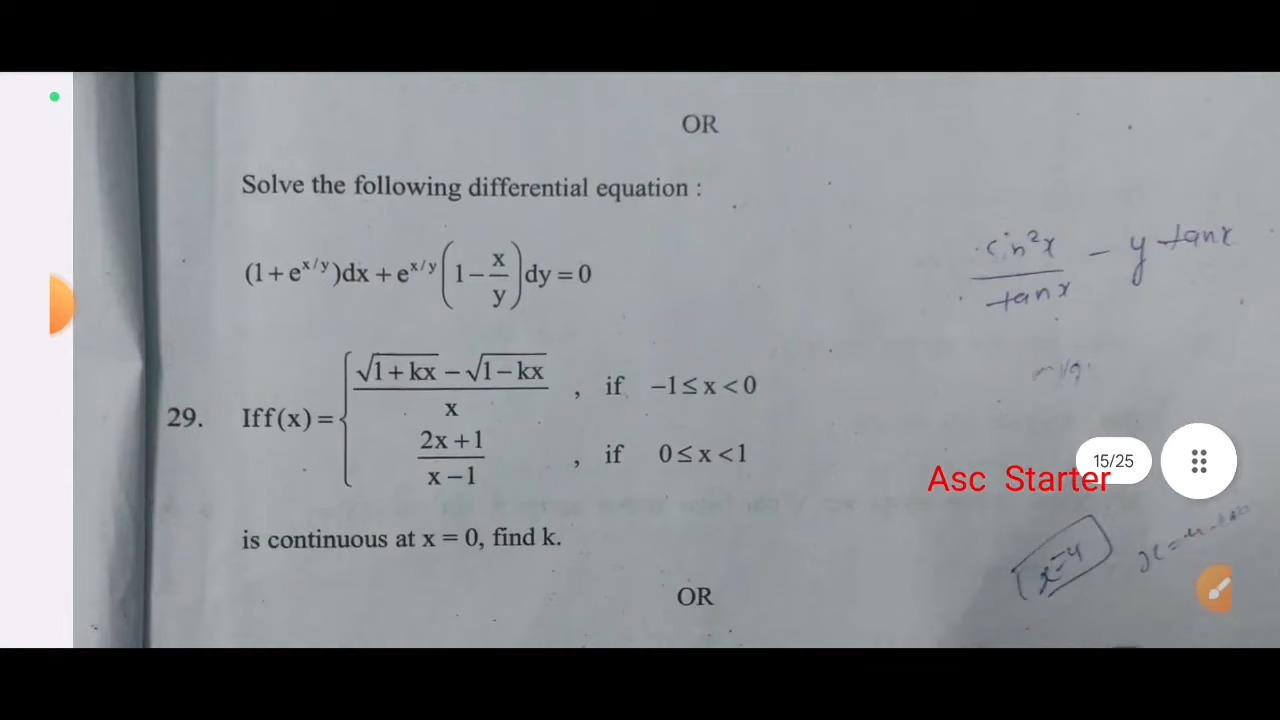 OR
Solve the following differential equation :
(1+e^{x/y})dx + e^{x/y}(1 − x/y)dy = 0
sin²x/tanx − y tanx
29. If f(x) = { (√(1+kx) − √(1−kx))/x , if −1 ≤ x < 0
(2x+1)/(x−1) , if 0 ≤ x < 1
15/25
Asc Starter
is continuous at x = 0, find k.
x=4
OR